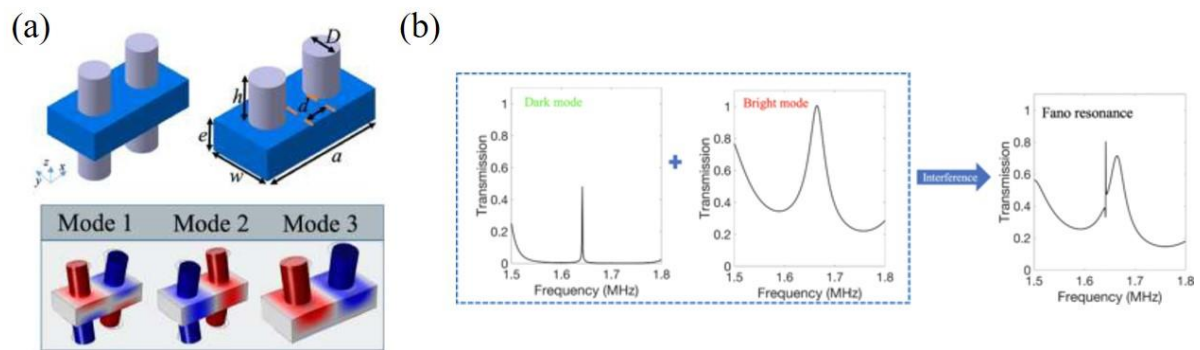 (a)
D
h
d
e
w
a
z
y
x
Mode 1 Mode 2 Mode 3
(b)
Dark mode
Transmission
1
0.8
0.6
0.4
0.2
0
1.5 1.6 1.7 1.8
Frequency (MHz)
Bright mode
Transmission
1
0.8
0.6
0.4
0.2
0
1.5 1.6 1.7 1.8
Frequency (MHz)
Interference
Fano resonance
Transmission
1
0.8
0.6
0.4
0.2
0
1.5 1.6 1.7 1.8
Frequency (MHz)